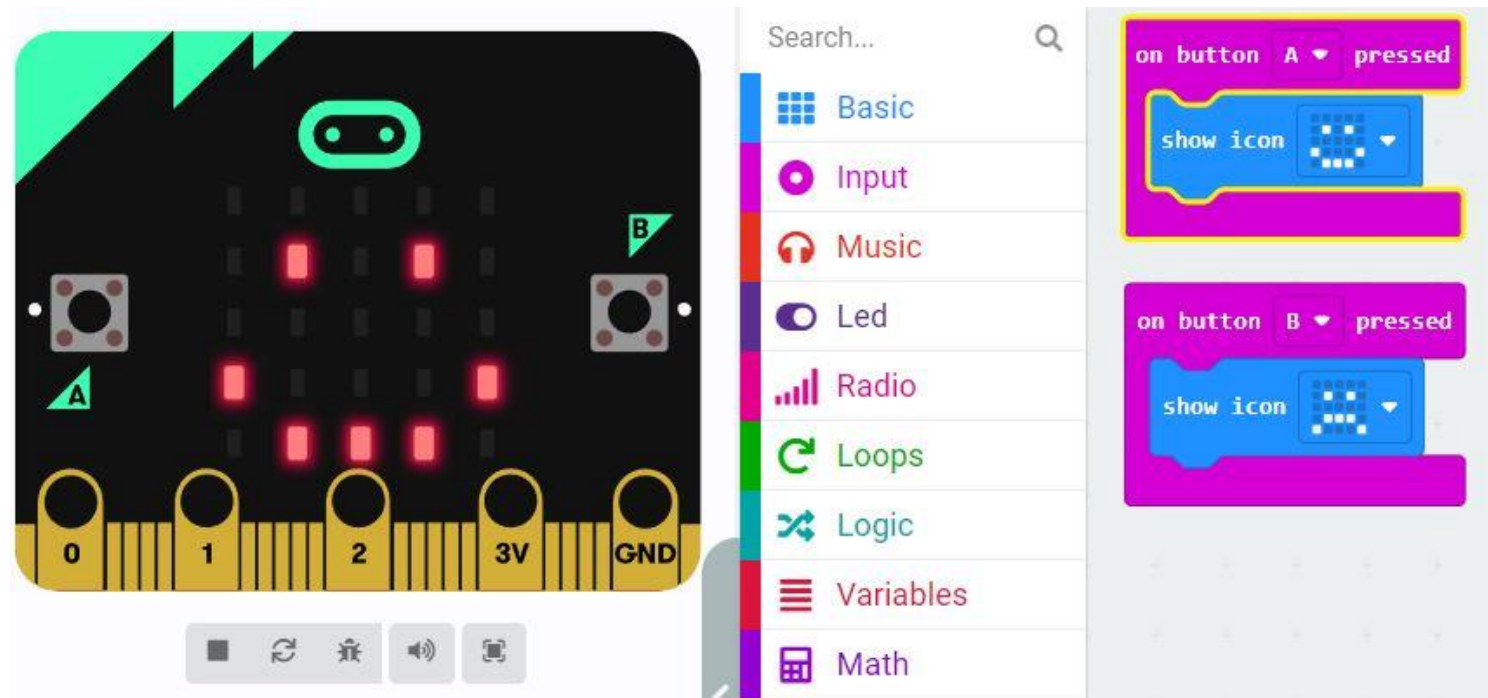 B
A
0
1
2
3V
GND
Search...
Basic
Input
Music
Led
Radio
Loops
Logic
Variables
Math
on button A pressed
show icon
on button B pressed
show icon